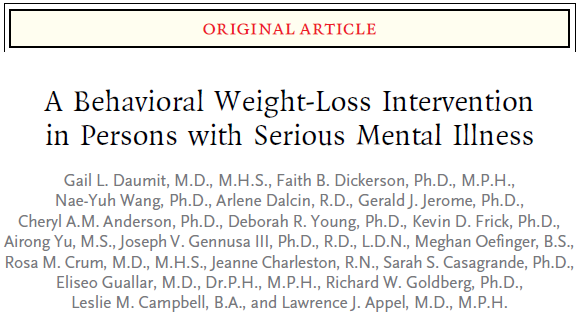 ORIGINAL ARTICLE
A Behavioral Weight-Loss Intervention
in Persons with Serious Mental Illness
Gail L. Daumit, M.D., M.H.S., Faith B. Dickerson, Ph.D., M.P.H.,
Nae-Yuh Wang, Ph.D., Arlene Dalcin, R.D., Gerald J. Jerome, Ph.D.,
Cheryl A.M. Anderson, Ph.D., Deborah R. Young, Ph.D., Kevin D. Frick, Ph.D.,
Airong Yu, M.S., Joseph V. Gennusa III, Ph.D., R.D., L.D.N., Meghan Oefinger, B.S.,
Rosa M. Crum, M.D., M.H.S., Jeanne Charleston, R.N., Sarah S. Casagrande, Ph.D.,
Eliseo Guallar, M.D., Dr.P.H., M.P.H., Richard W. Goldberg, Ph.D.,
Leslie M. Campbell, B.A., and Lawrence J. Appel, M.D., M.P.H.